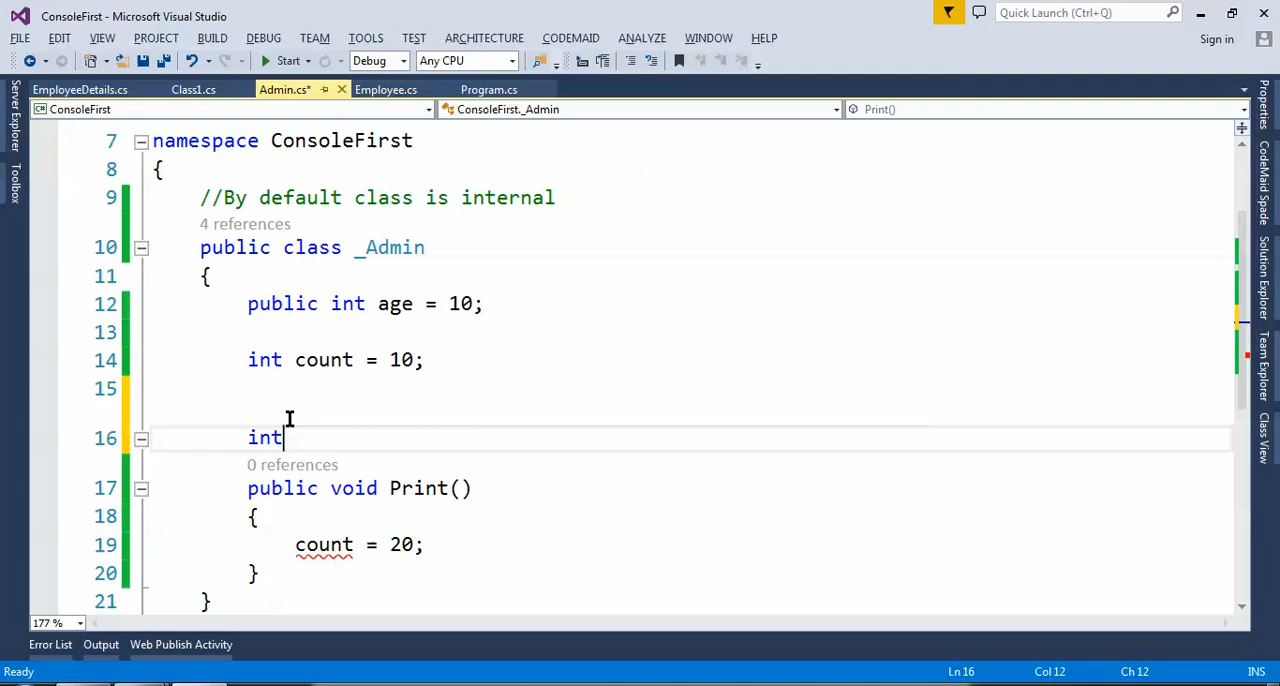 ConsoleFirst - Microsoft Visual Studio
Quick Launch (Ctrl+Q)
FILE EDIT VIEW PROJECT BUILD DEBUG TEAM TOOLS TEST ARCHITECTURE CODEMAID ANALYZE WINDOW HELP
Sign in
Start Debug Any CPU
EmployeeDetails.cs Class1.cs Admin.cs* Employee.cs Program.cs
ConsoleFirst ConsoleFirst._Admin Print()
Server Explorer
Toolbox
7 namespace ConsoleFirst
8 {
9 //By default class is internal
4 references
10 public class _Admin
11 {
12 public int age = 10;
13
14 int count = 10;
15
16 int
0 references
17 public void Print()
18 {
19 count = 20;
20 }
21 }
Properties
CodeMaid Spade
Solution Explorer
Team Explorer
Class View
177 %
Error List Output Web Publish Activity
Ready Ln 16 Col 12 Ch 12 INS